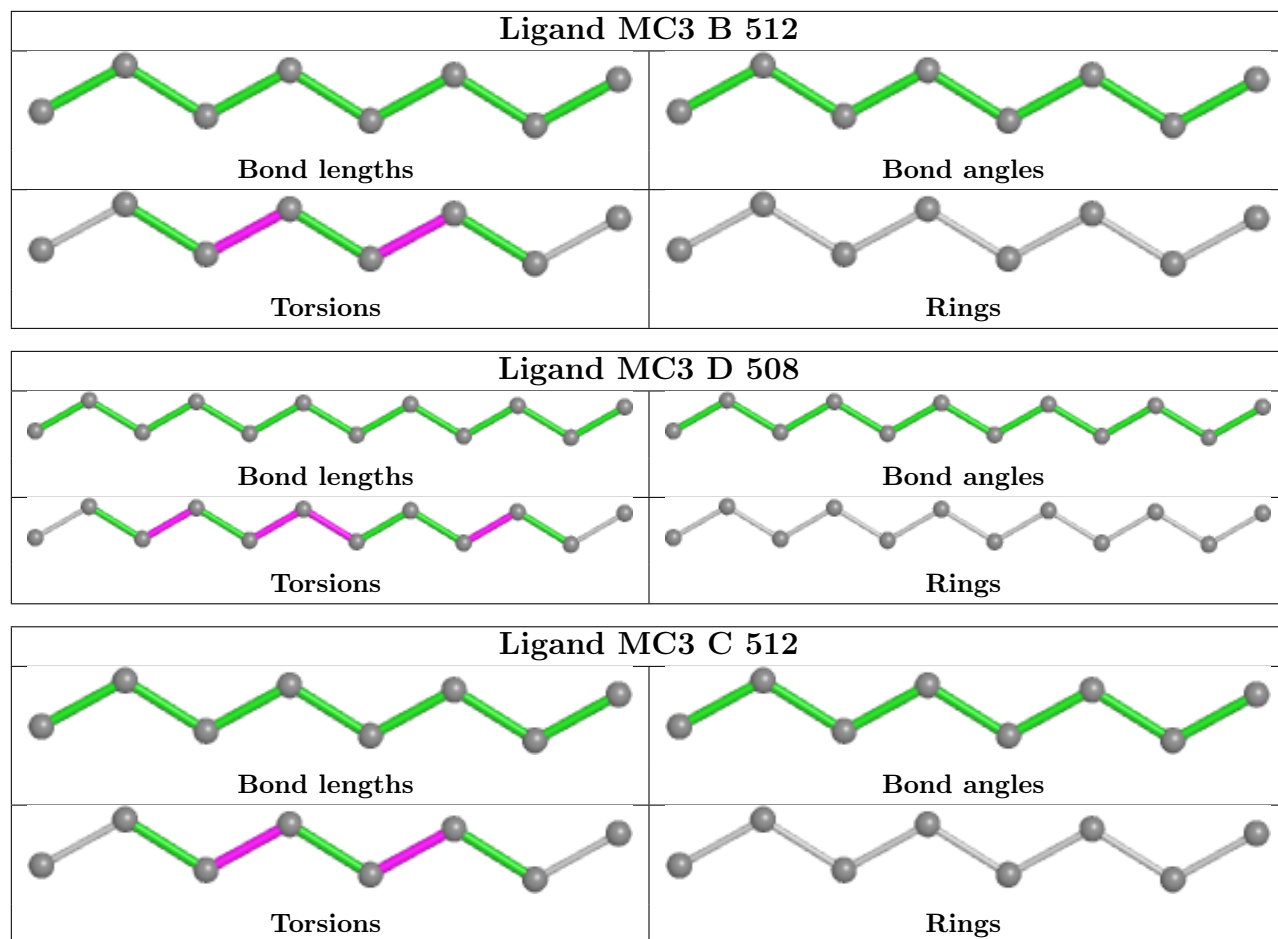 Ligand MC3 B 512
Bond lengths
Bond angles
Torsions
Rings
Ligand MC3 D 508
Bond lengths
Bond angles
Torsions
Rings
Ligand MC3 C 512
Bond lengths
Bond angles
Torsions
Rings